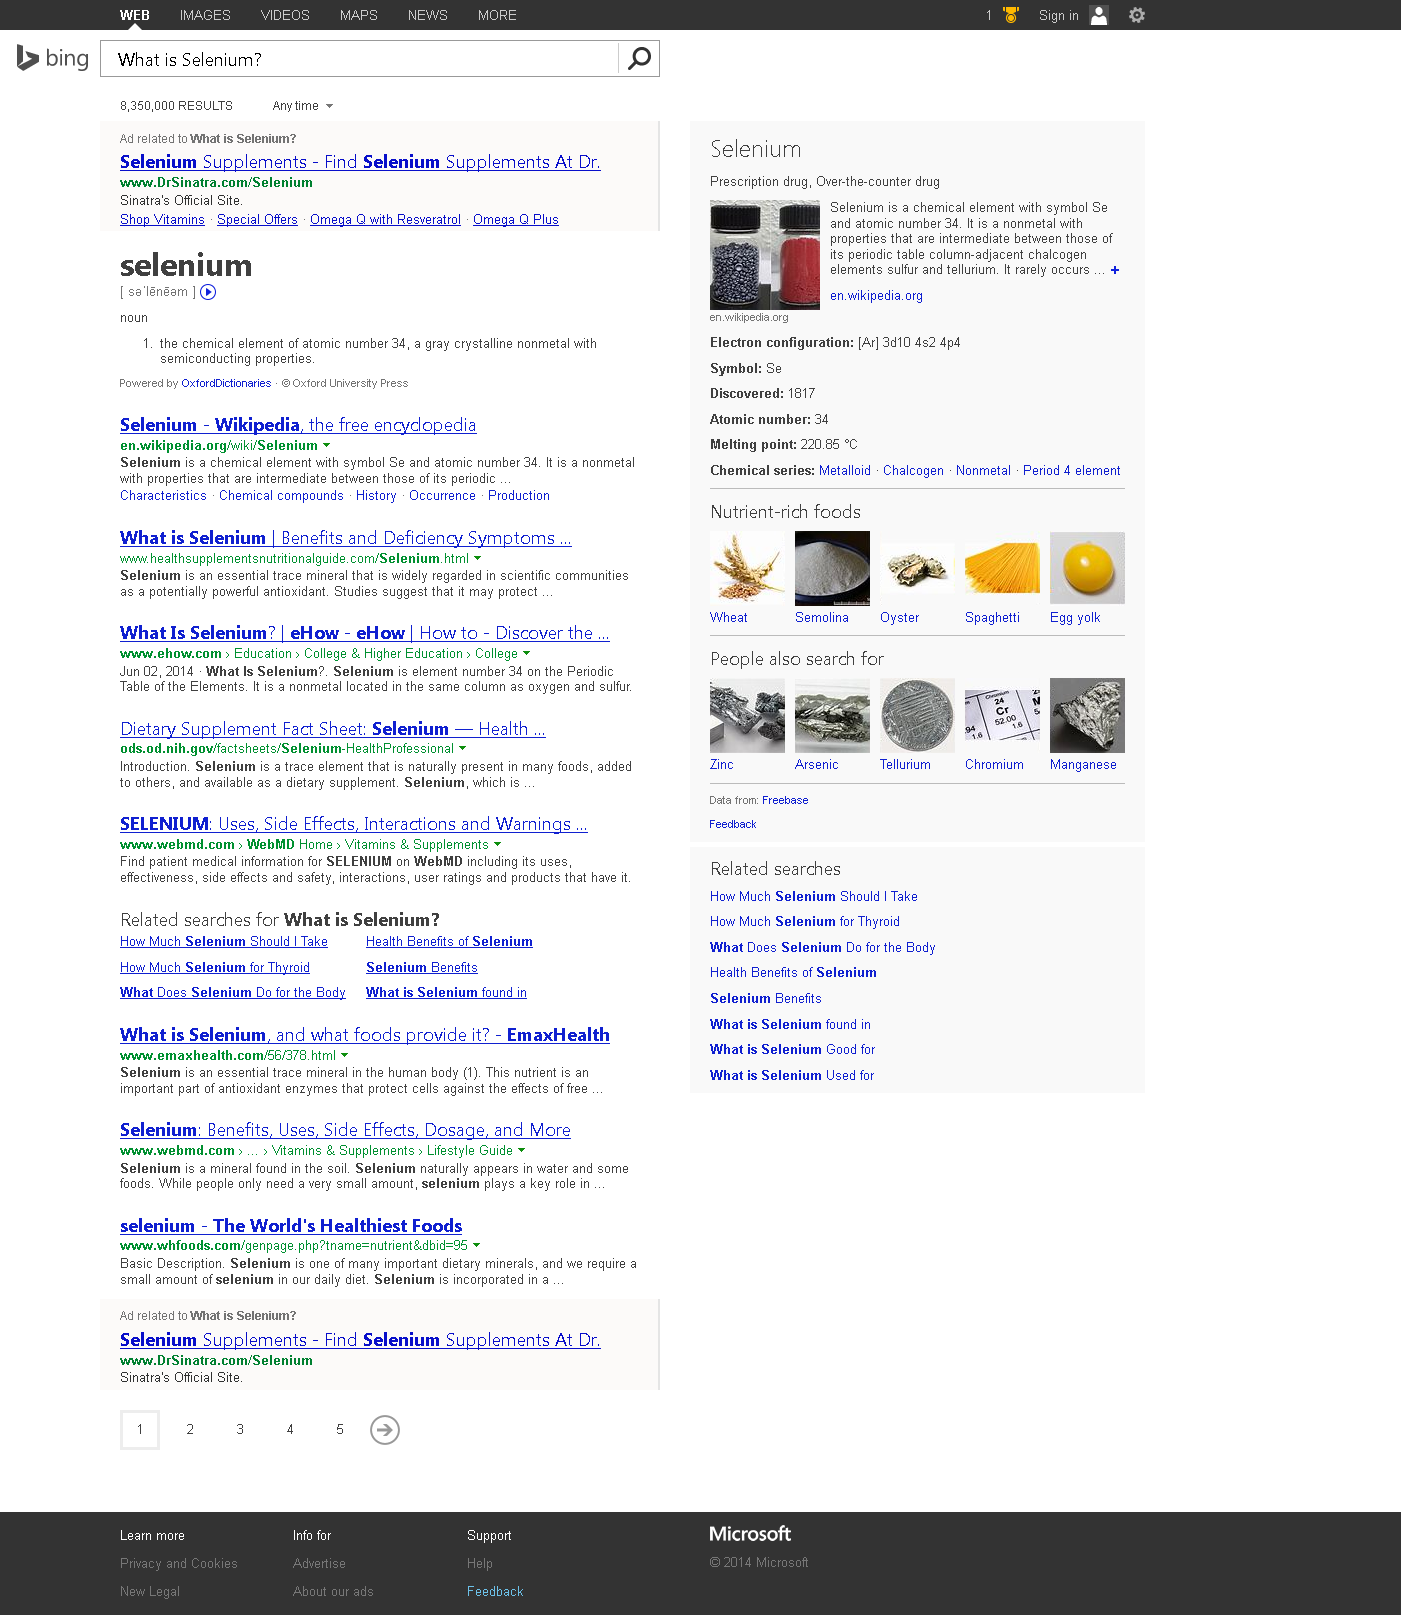 WEB IMAGES VIDEOS MAPS NEWS MORE
1 Sign in
bing
What is Selenium?
8,350,000 RESULTS Any time
Ad related to What is Selenium?
Selenium Supplements - Find Selenium Supplements At Dr.
www.DrSinatra.com/Selenium
Sinatra's Official Site.
Shop Vitamins · Special Offers · Omega Q with Resveratrol · Omega Q Plus
selenium
[ səˈlēnēəm ]
noun
1. the chemical element of atomic number 34, a gray crystalline nonmetal with
semiconducting properties.
Powered by OxfordDictionaries · © Oxford University Press
Selenium - Wikipedia, the free encyclopedia
en.wikipedia.org/wiki/Selenium
Selenium is a chemical element with symbol Se and atomic number 34. It is a nonmetal
with properties that are intermediate between those of its periodic ...
Characteristics · Chemical compounds · History · Occurrence · Production
What is Selenium | Benefits and Deficiency Symptoms ...
www.healthsupplementsnutritionalguide.com/Selenium.html
Selenium is an essential trace mineral that is widely regarded in scientific communities
as a potentially powerful antioxidant. Studies suggest that it may protect ...
What Is Selenium? | eHow - eHow | How to - Discover the ...
www.ehow.com › Education › College & Higher Education › College
Jun 02, 2014 · What Is Selenium?. Selenium is element number 34 on the Periodic
Table of the Elements. It is a nonmetal located in the same column as oxygen and sulfur.
Dietary Supplement Fact Sheet: Selenium — Health ...
ods.od.nih.gov/factsheets/Selenium-HealthProfessional
Introduction. Selenium is a trace element that is naturally present in many foods, added
to others, and available as a dietary supplement. Selenium, which is ...
SELENIUM: Uses, Side Effects, Interactions and Warnings ...
www.webmd.com › WebMD Home › Vitamins & Supplements
Find patient medical information for SELENIUM on WebMD including its uses,
effectiveness, side effects and safety, interactions, user ratings and products that have it.
Related searches for What is Selenium?
How Much Selenium Should I Take Health Benefits of Selenium
How Much Selenium for Thyroid Selenium Benefits
What Does Selenium Do for the Body What is Selenium found in
What is Selenium, and what foods provide it? - EmaxHealth
www.emaxhealth.com/56/378.html
Selenium is an essential trace mineral in the human body (1). This nutrient is an
important part of antioxidant enzymes that protect cells against the effects of free ...
Selenium: Benefits, Uses, Side Effects, Dosage, and More
www.webmd.com › ... › Vitamins & Supplements › Lifestyle Guide
Selenium is a mineral found in the soil. Selenium naturally appears in water and some
foods. While people only need a very small amount, selenium plays a key role in ...
selenium - The World's Healthiest Foods
www.whfoods.com/genpage.php?tname=nutrient&dbid=95
Basic Description. Selenium is one of many important dietary minerals, and we require a
small amount of selenium in our daily diet. Selenium is incorporated in a ...
Ad related to What is Selenium?
Selenium Supplements - Find Selenium Supplements At Dr.
www.DrSinatra.com/Selenium
Sinatra's Official Site.
1 2 3 4 5
Selenium
Prescription drug, Over-the-counter drug
Selenium is a chemical element with symbol Se
and atomic number 34. It is a nonmetal with
properties that are intermediate between those of
its periodic table column-adjacent chalcogen
elements sulfur and tellurium. It rarely occurs ... +
en.wikipedia.org
en.wikipedia.org
Electron configuration: [Ar] 3d10 4s2 4p4
Symbol: Se
Discovered: 1817
Atomic number: 34
Melting point: 220.85 °C
Chemical series: Metalloid · Chalcogen · Nonmetal · Period 4 element
Nutrient-rich foods
Wheat Semolina Oyster Spaghetti Egg yolk
People also search for
Chromium
24
Cr
52.00
1.6
Zinc Arsenic Tellurium Chromium Manganese
Data from: Freebase
Feedback
Related searches
How Much Selenium Should I Take
How Much Selenium for Thyroid
What Does Selenium Do for the Body
Health Benefits of Selenium
Selenium Benefits
What is Selenium found in
What is Selenium Good for
What is Selenium Used for
Learn more Info for Support Microsoft
Privacy and Cookies Advertise Help © 2014 Microsoft
New Legal About our ads Feedback